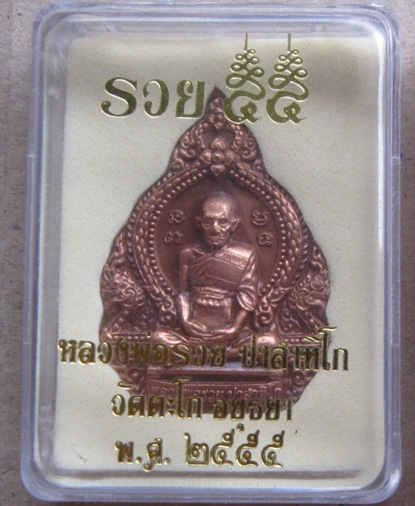 รวย ๕๕
หลวงพ่อรวย ปาสาทิโก
วัดตะโก อยุธยา
พ.ศ. ๒๕๕๕